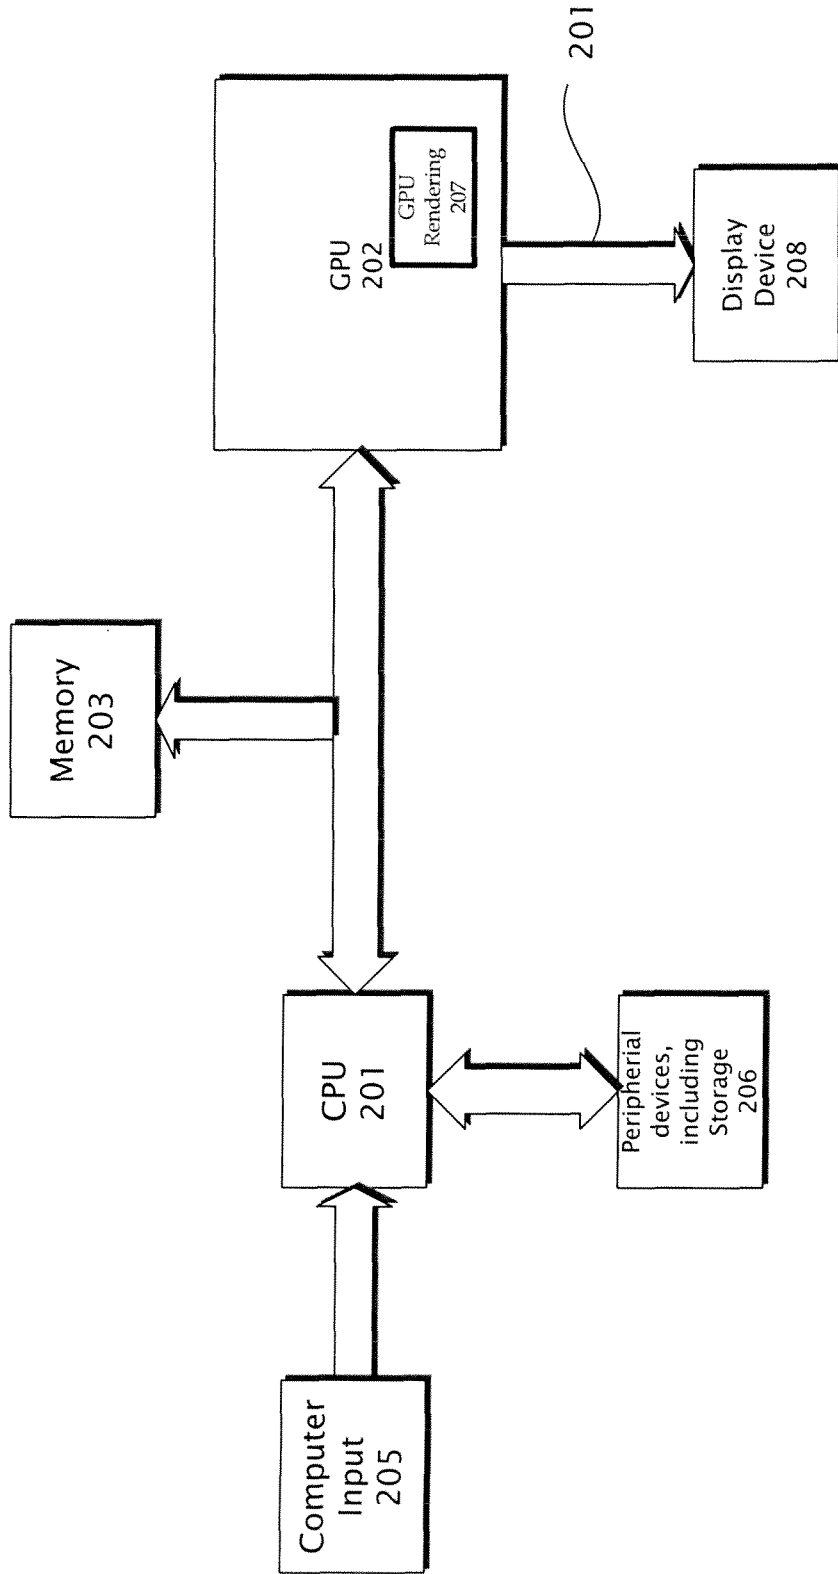 Memory
203
GPU
202
GPU
Rendering
207
201
Computer
Input
205
CPU
201
Peripherial
devices,
including
Storage
206
Display
Device
208